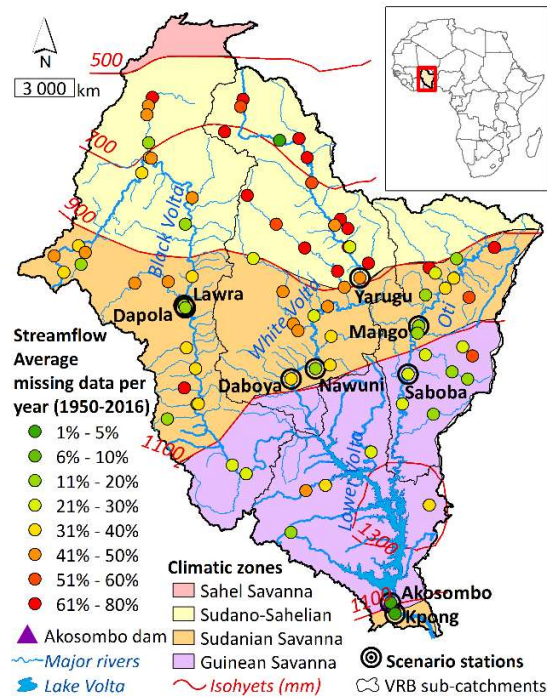 N
3 000 km
500
700
900
Black Volta
White Volta
Oti
Lawra
Dapola
Yarugu
Mango
Daboya
Nawuni
Saboba
1100
Lower Volta
1300
1100
Akosombo
Kpong
Streamflow
Average
missing data per
year (1950-2016)
1% - 5%
6% - 10%
11% - 20%
21% - 30%
31% - 40%
41% - 50%
51% - 60%
61% - 80%
Akosombo dam
Major rivers
Lake Volta
Climatic zones
Sahel Savanna
Sudano-Sahelian
Sudanian Savanna
Guinean Savanna
Isohyets (mm)
Scenario stations
VRB sub-catchments